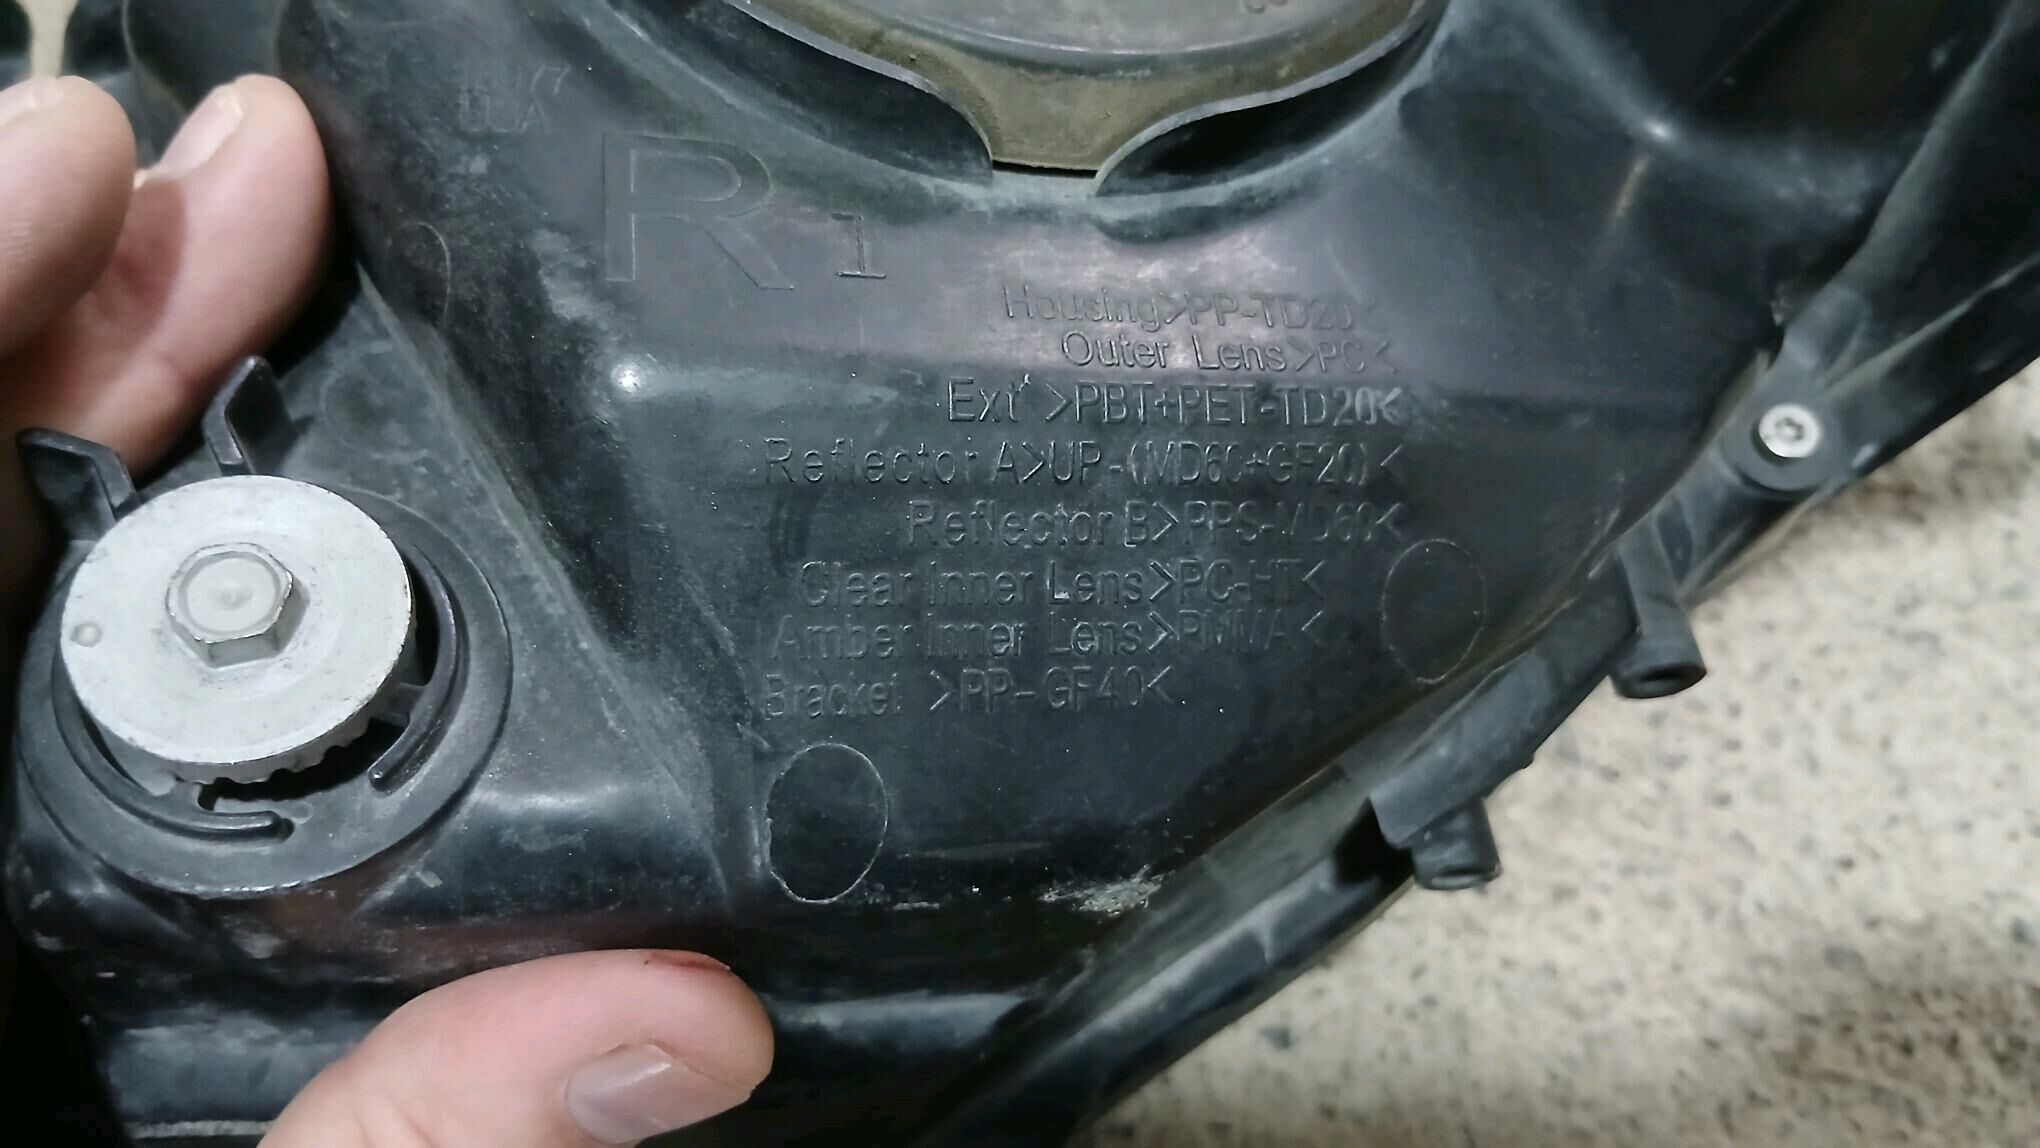 R 1
Housing>PP-TD20<
Outer Lens>PC<
Ext >PBT+PET-TD20<
Reflector A>UP-(MD60+GF20)<
Reflector B>PPS-MD60<
Clear Inner Lens>PC-HT<
Amber Inner Lens>PMMA<
Bracket >PP-GF40<